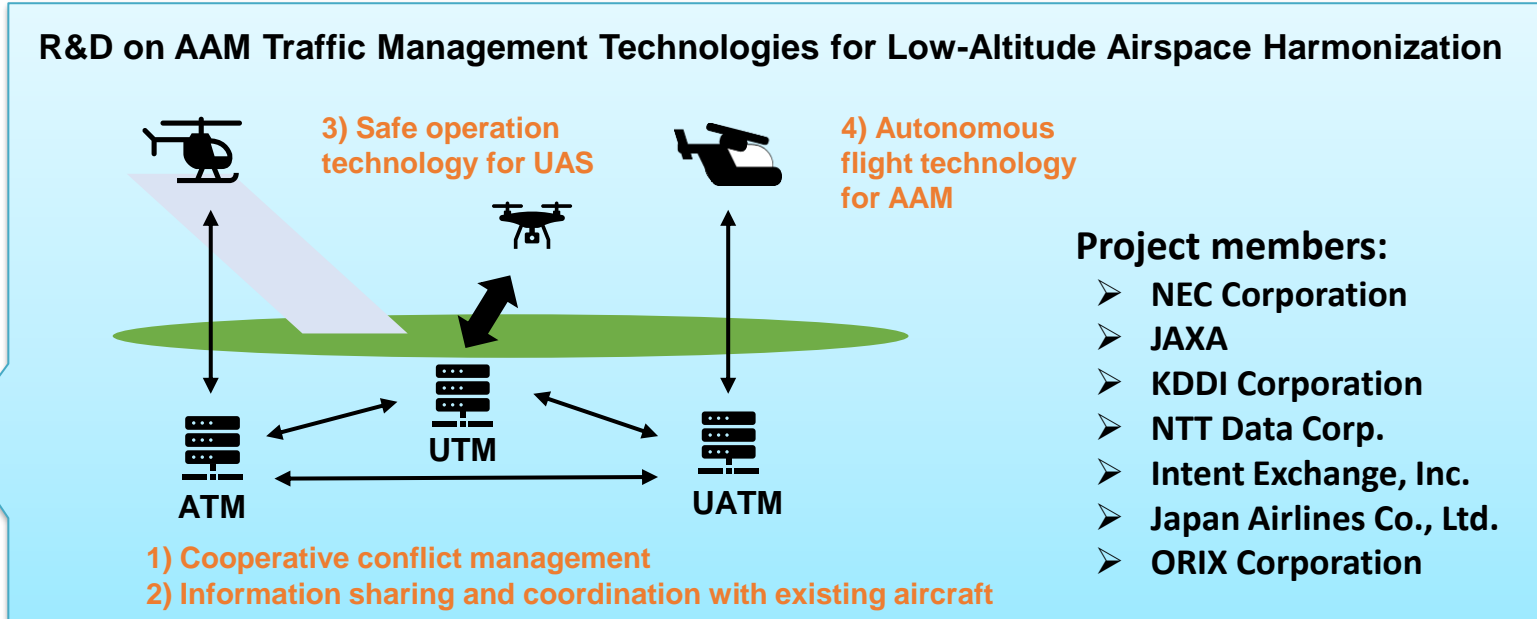 R&D on AAM Traffic Management Technologies for Low-Altitude Airspace Harmonization
3) Safe operation
technology for UAS
4) Autonomous
flight technology
for AAM
Project members:
➢ NEC Corporation
➢ JAXA
➢ KDDI Corporation
➢ NTT Data Corp.
➢ Intent Exchange, Inc.
➢ Japan Airlines Co., Ltd.
➢ ORIX Corporation
UTM
ATM
UATM
1) Cooperative conflict management
2) Information sharing and coordination with existing aircraft